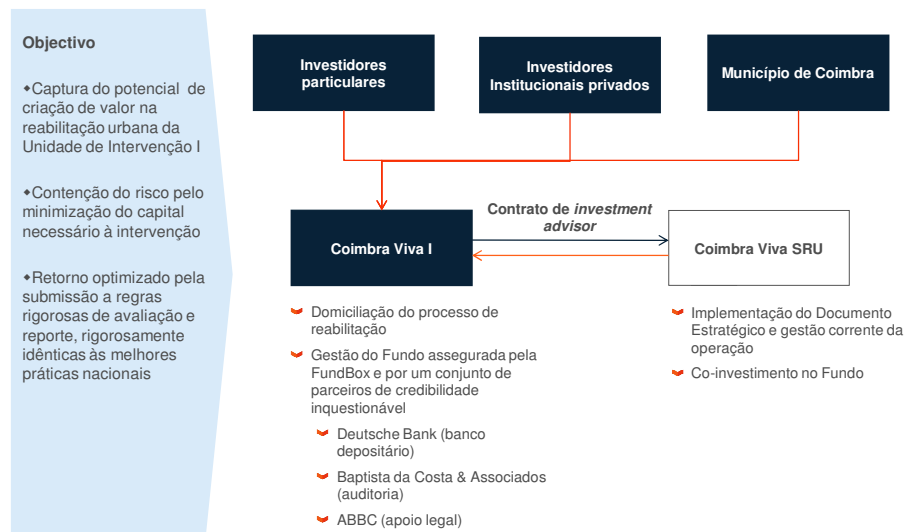 Objectivo
◆Captura do potencial de
criação de valor na
reabilitação urbana da
Unidade de Intervenção I
◆Contenção do risco pelo
minimização do capital
necessário à intervenção
◆Retorno optimizado pela
submissão a regras
rigorosas de avaliação e
reporte, rigorosamente
idênticas às melhores
práticas nacionais
Investidores
particulares
Investidores
Institucionais privados
Município de Coimbra
Contrato de investment
advisor
Coimbra Viva I
Coimbra Viva SRU
Domiciliação do processo de
reabilitação
Gestão do Fundo assegurada pela
FundBox e por um conjunto de
parceiros de credibilidade
inquestionável
Deutsche Bank (banco
depositário)
Baptista da Costa & Associados
(auditoria)
ABBC (apoio legal)
Implementação do Documento
Estratégico e gestão corrente da
operação
Co-investimento no Fundo